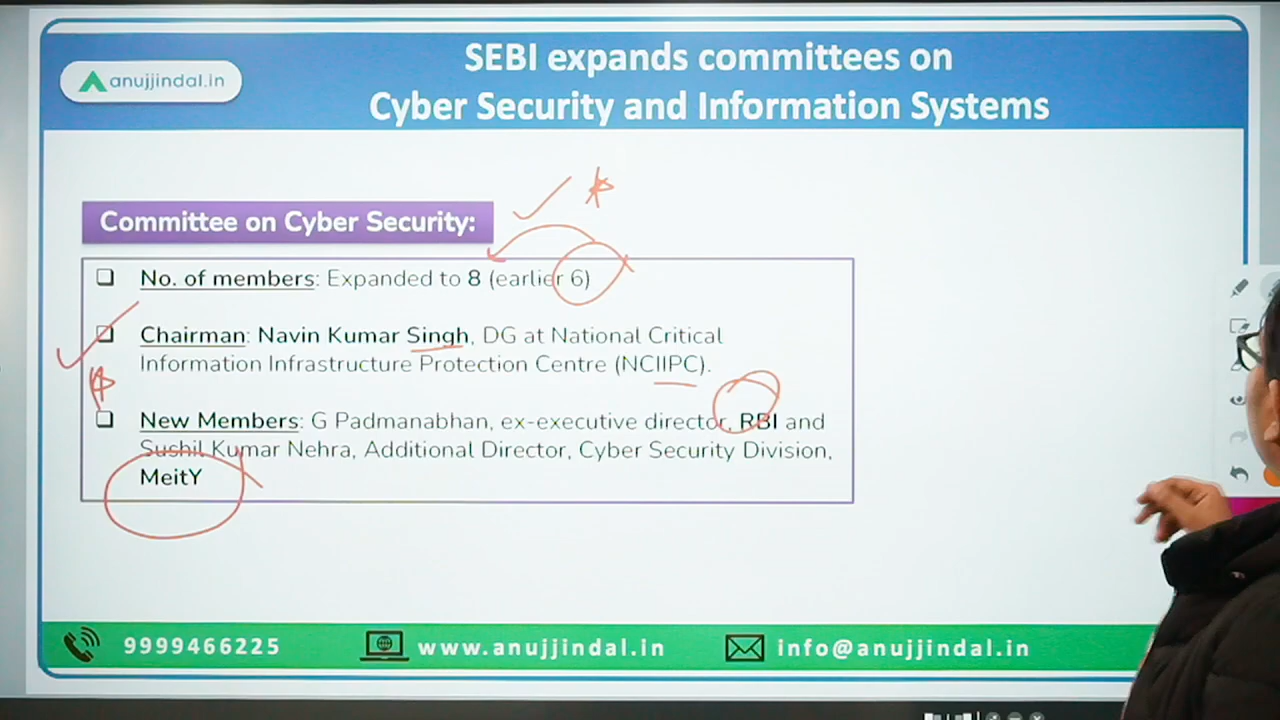 SEBI expands committees on
anujjindal.in
Cyber Security and Information Systems
Committee on Cyber Security:
No. of members: Expanded to 8 (earlier 6)
Chairman: Navin Kumar Singh, DG at National Critical
Information Infrastructure Protection Centre (NCIIPC).
New Members: G Padmanabhan, ex-executive director, RBI and
Sushil Kumar Nehra, Additional Director, Cyber Security Division,
MeitY
9999466225
www.anujjindal.in
info@anujjindal.in